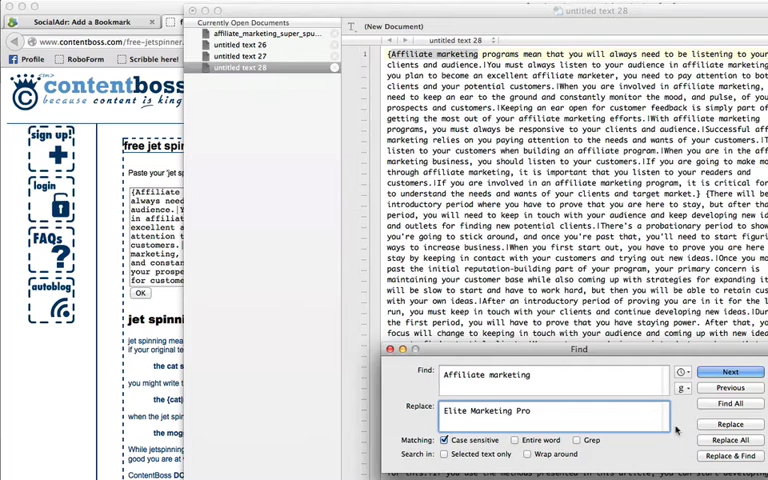 SocialAdr: Add a Bookmark
www.contentboss.com/free-jetspinner
Profile
RoboForm
Scribble here!
contentboss
because content is king
sign up!
login
FAQs
autoblog
free jet spin
Paste your 'jet s
{Affiliate
always need
audience.|Y
in affiliat
excellent a
attention t
customers.|
marketing,
and constan
your prospe
for custome
OK
jet spinning
jet spinning mea
if your original te
the cat s
you might write t
the {cat|
when the jet spin
the mog
While jetspinning
good you are at
ContentBoss DO
Currently Open Documents
affiliate_marketing_super_spu...
untitled text 26
untitled text 27
untitled text 28
untitled text 28
(New Document)
untitled text 28
1
{Affiliate marketing programs mean that you will always need to be listening to your
clients and audience.|You must always listen to your audience in affiliate marketing
you plan to become an excellent affiliate marketer, you need to pay attention to bot
clients and your potential customers.|When you are involved in affiliate marketing,
need to keep an ear to the ground and constantly monitor the mood, and pulse, of you
prospects and customers.|Keeping an ear open for customer feedback is simply part of
getting the most out of your affiliate marketing efforts.|With affiliate marketing
programs, you must always be responsive to your clients and audience.|Successful aff
marketing relies on you paying attention to the needs and wants of your customers.|T
listen to your customers when building an affiliate program.|When you are in the aff
marketing business, you should listen to your customers.|If you are going to make mo
through affiliate marketing, it is important that you listen to your readers and
customers.|If you are involved in an affiliate marketing program, it is critical for
to understand the needs and wants of your clients and target market.} {There will be
introductory period where you have to prove that you are here to stay, but after tha
period, you will need to keep in touch with your audience and keep developing new id
and outlets for finding new potential clients.|There's a probationary period to show
you're going to stick around, and once you're past that, you'll need to start figuri
ways to increase business.|When you first start out, you have to prove you are here
stay by keeping in contact with your customers and trying out new ideas.|Once you mo
past the initial reputation-building part of your program, your primary concern is
maintaining your customer base while also coming up with strategies for expanding it
will be slow to start and have to work hard, but then you will be able to retain cus
with your own ideas.|After an introductory period of proving you are in it for the l
run, you must keep in touch with your clients and continue developing new ideas.|Dur
the first period, you will have to prove that you have staying power. After that, yo
focus will change to keeping in touch with your audience and coming up with new idea
Find
Find:
Affiliate marketing
Replace:
Elite Marketing Pro
g
Next
Previous
Find All
Replace
Replace All
Replace & Find
Matching:
Case sensitive
Entire word
Grep
Search in:
Selected text only
Wrap around